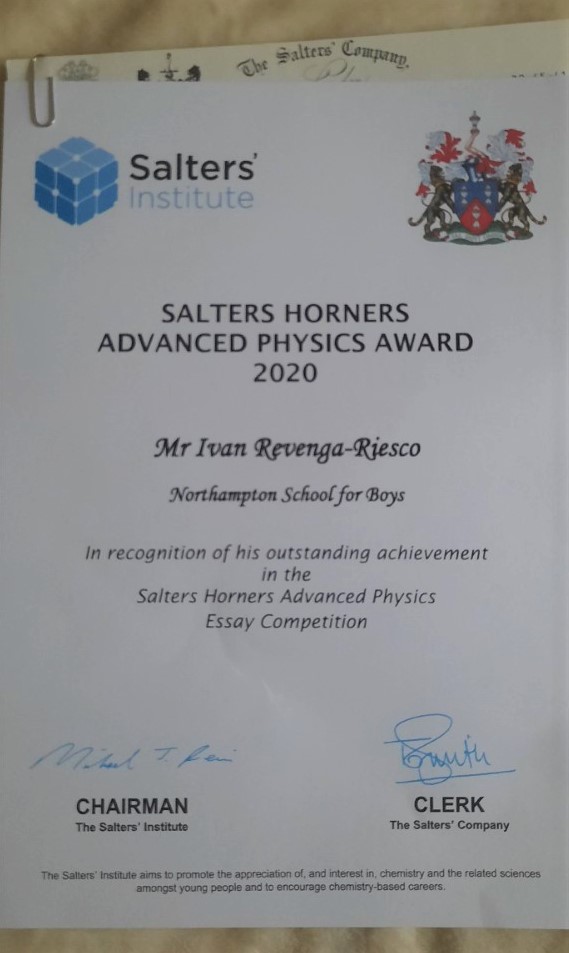 The Salters' Company.
Salters'
Institute
SALTERS HORNERS
ADVANCED PHYSICS AWARD
2020
Mr Ivan Revenga-Riesco
Northampton School for Boys
In recognition of his outstanding achievement
in the
Salters Horners Advanced Physics
Essay Competition
CHAIRMAN
The Salters' Institute
CLERK
The Salters' Company
The Salters' Institute aims to promote the appreciation of, and interest in, chemistry and the related sciences
amongst young people and to encourage chemistry-based careers.